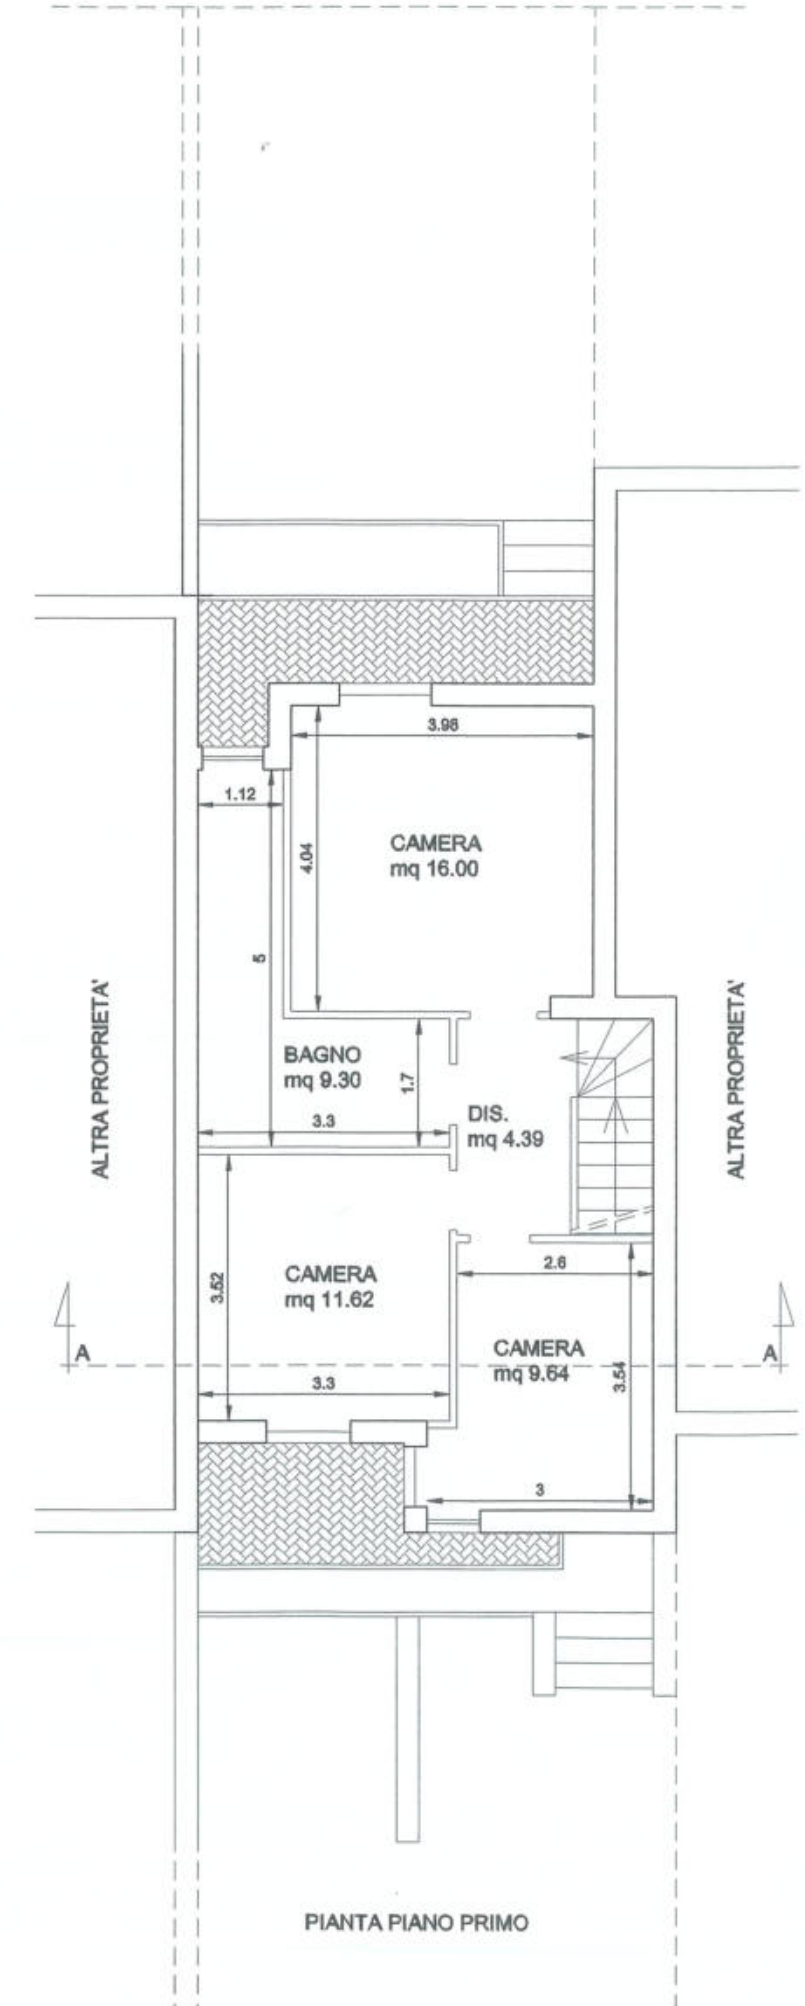 3.98
1.12
CAMERA
mq 16.00
4.04
5
ALTRA PROPRIETA'
ALTRA PROPRIETA'
BAGNO
mq 9.30
1.7
3.3
DIS.
mq 4.39
2.6
CAMERA
mq 11.62
3.52
CAMERA
mq 9.64
3.54
A
A
3.3
3
PIANTA PIANO PRIMO